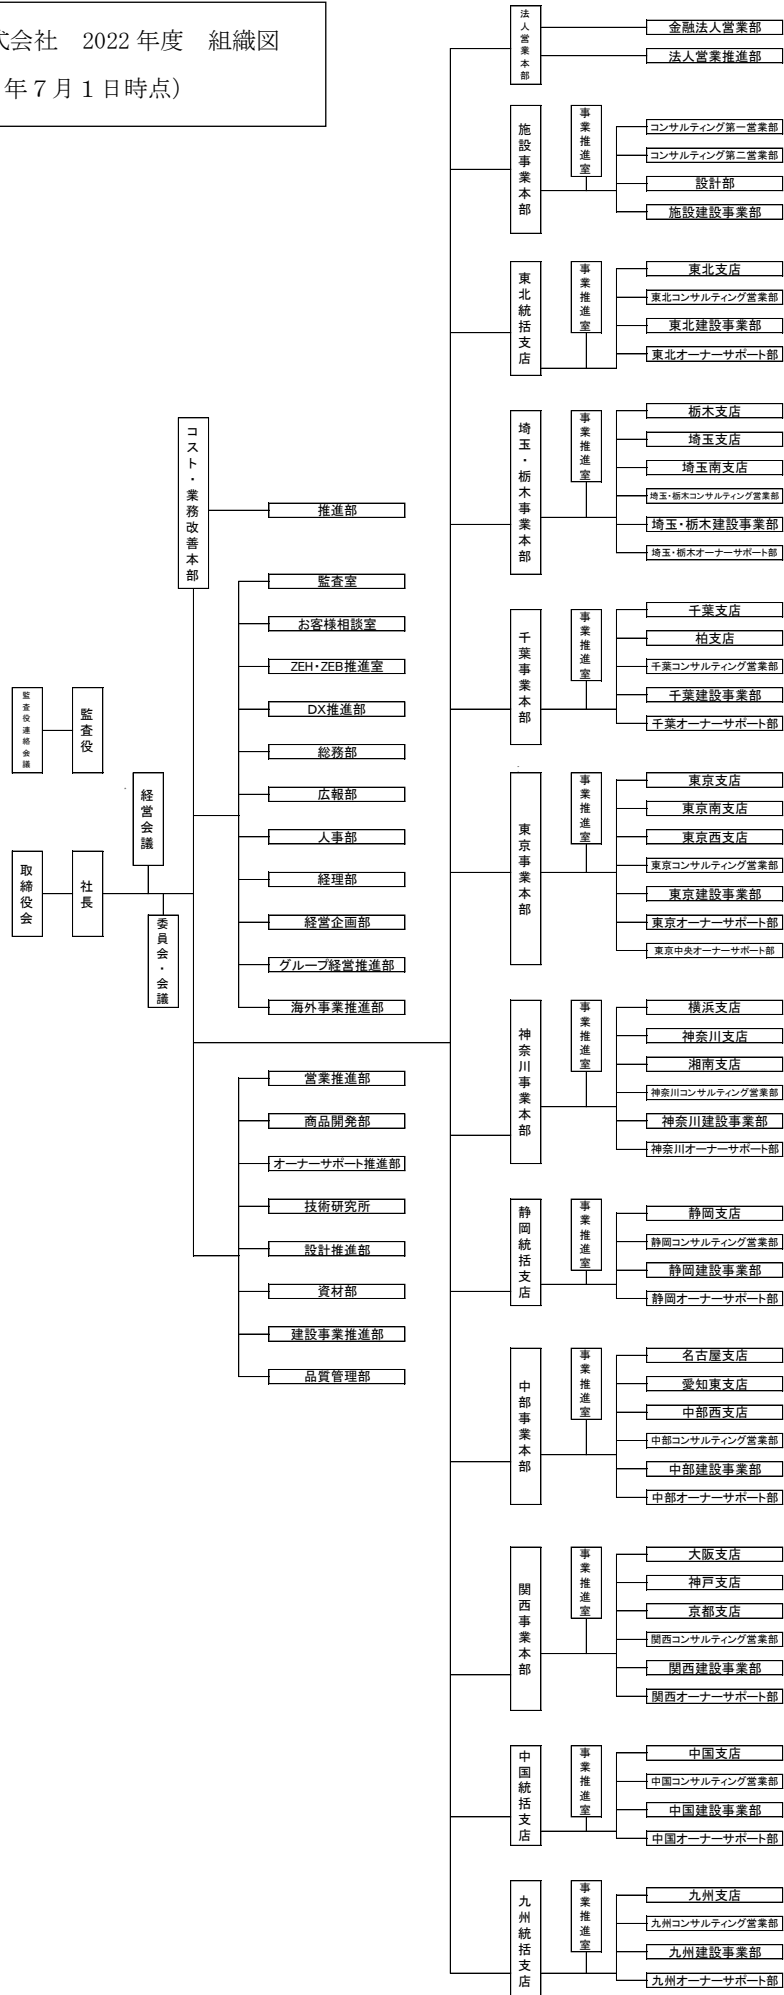 式会社 2022 年度 組織図
年７月１日時点）
監査役連絡会議
監査役
取締役会
社長
経営会議
委員会・会議
コスト・業務改善本部
推進部
監査室
お客様相談室
ZEH・ZEB推進室
DX推進部
総務部
広報部
人事部
経理部
経営企画部
グループ経営推進部
海外事業推進部
営業推進部
商品開発部
オーナーサポート推進部
技術研究所
設計推進部
資材部
建設事業推進部
品質管理部
法人営業本部
金融法人営業部
法人営業推進部
施設事業本部
事業推進室
コンサルティング第一営業部
コンサルティング第二営業部
設計部
施設建設事業部
東北統括支店
事業推進室
東北支店
東北コンサルティング営業部
東北建設事業部
東北オーナーサポート部
埼玉・栃木事業本部
事業推進室
栃木支店
埼玉支店
埼玉南支店
埼玉・栃木コンサルティング営業部
埼玉・栃木建設事業部
埼玉・栃木オーナーサポート部
千葉事業本部
事業推進室
千葉支店
柏支店
千葉コンサルティング営業部
千葉建設事業部
千葉オーナーサポート部
東京事業本部
事業推進室
東京支店
東京南支店
東京西支店
東京コンサルティング営業部
東京建設事業部
東京オーナーサポート部
東京中央オーナーサポート部
神奈川事業本部
事業推進室
横浜支店
神奈川支店
湘南支店
神奈川コンサルティング営業部
神奈川建設事業部
神奈川オーナーサポート部
静岡統括支店
事業推進室
静岡支店
静岡コンサルティング営業部
静岡建設事業部
静岡オーナーサポート部
中部事業本部
事業推進室
名古屋支店
愛知東支店
中部西支店
中部コンサルティング営業部
中部建設事業部
中部オーナーサポート部
関西事業本部
事業推進室
大阪支店
神戸支店
京都支店
関西コンサルティング営業部
関西建設事業部
関西オーナーサポート部
中国統括支店
事業推進室
中国支店
中国コンサルティング営業部
中国建設事業部
中国オーナーサポート部
九州統括支店
事業推進室
九州支店
九州コンサルティング営業部
九州建設事業部
九州オーナーサポート部